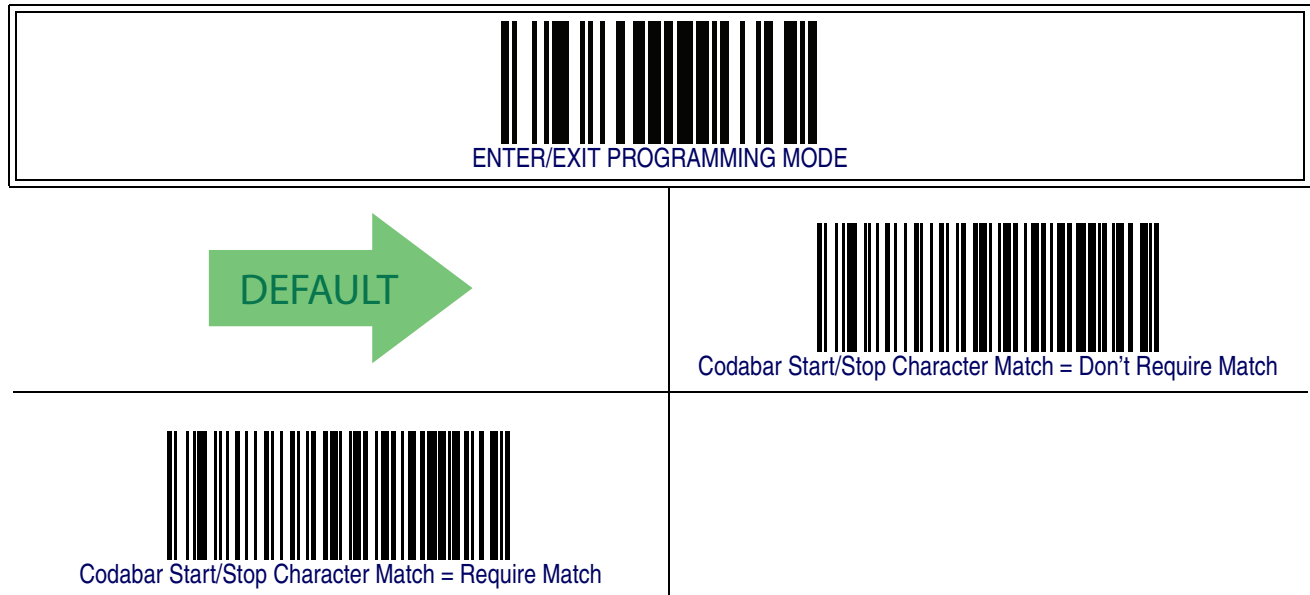 ENTER/EXIT PROGRAMMING MODE
DEFAULT
Codabar Start/Stop Character Match = Don’t Require Match
Codabar Start/Stop Character Match = Require Match